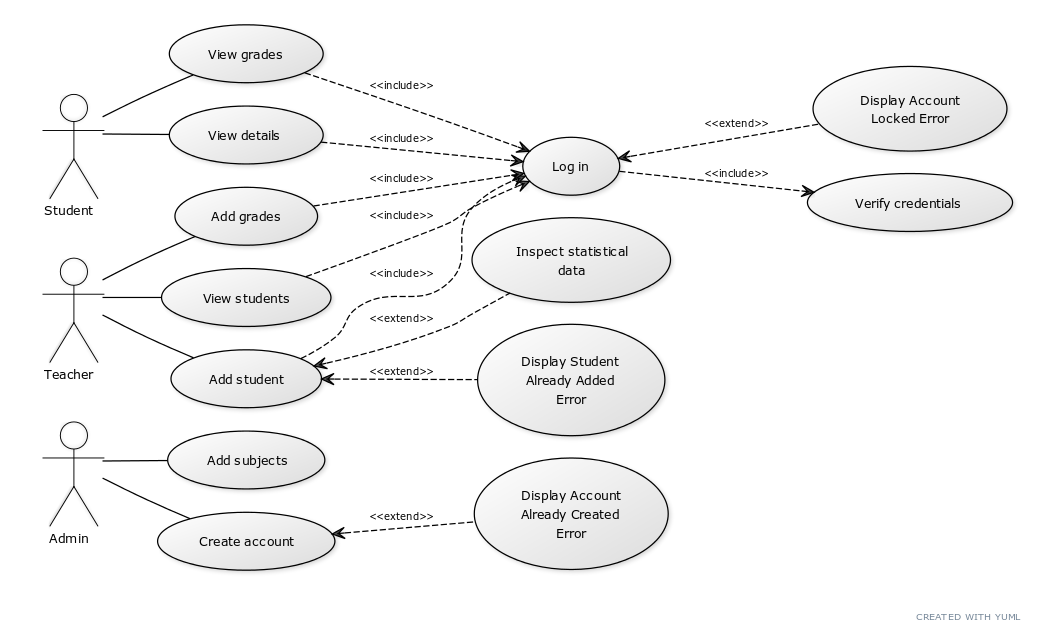 View grades
<<include>>
Student
View details
<<include>>
Log in
Display Account
Locked Error
<<extend>>
<<include>>
Verify credentials
Add grades
<<include>>
<<include>>
Inspect statistical
data
Teacher
View students
<<include>>
<<extend>>
Add student
<<extend>>
Display Student
Already Added
Error
Admin
Add subjects
Create account
<<extend>>
Display Account
Already Created
Error
CREATED WITH YUML